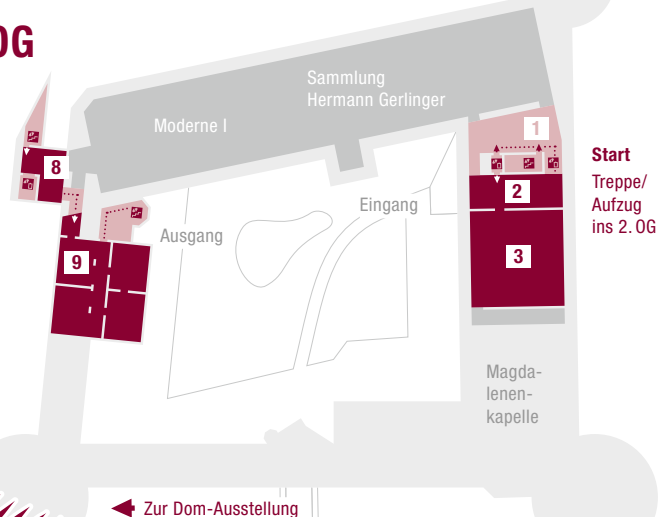 OG
Sammlung
Hermann Gerlinger
Moderne I
1
Start
Treppe/
Aufzug
ins 2. OG
8
2
Eingang
Ausgang
9
3
Magda-
lenen-
kapelle
Zur Dom-Ausstellung